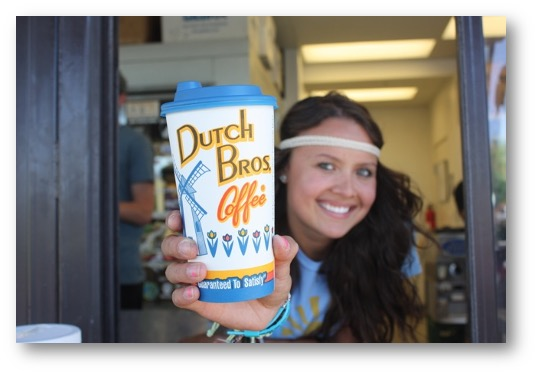 DUTCH
BROS.
Coffee
Guaranteed To "Satisfy"